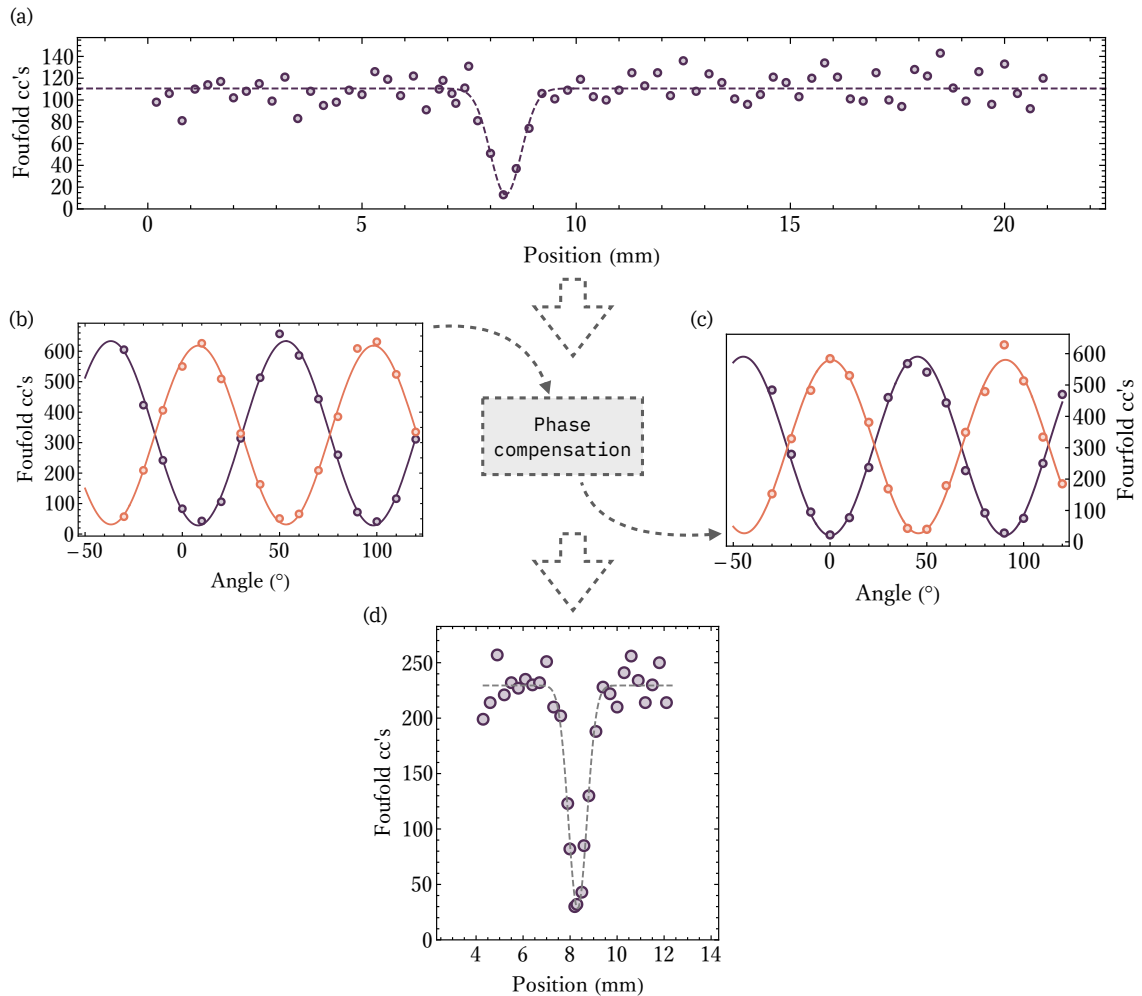 (a)
Foufold cc's
140
120
100
80
60
40
20
0
0 5 10 15 20
Position (mm)
(b)
Foufold cc's
600
500
400
300
200
100
0
−50 0 50 100
Angle (°)
Phase
compensation
(c)
600
500
400
300
200
100
0
Fourfold cc's
−50 0 50 100
Angle (°)
(d)
Foufold cc's
250
200
150
100
50
0
4 6 8 10 12 14
Position (mm)